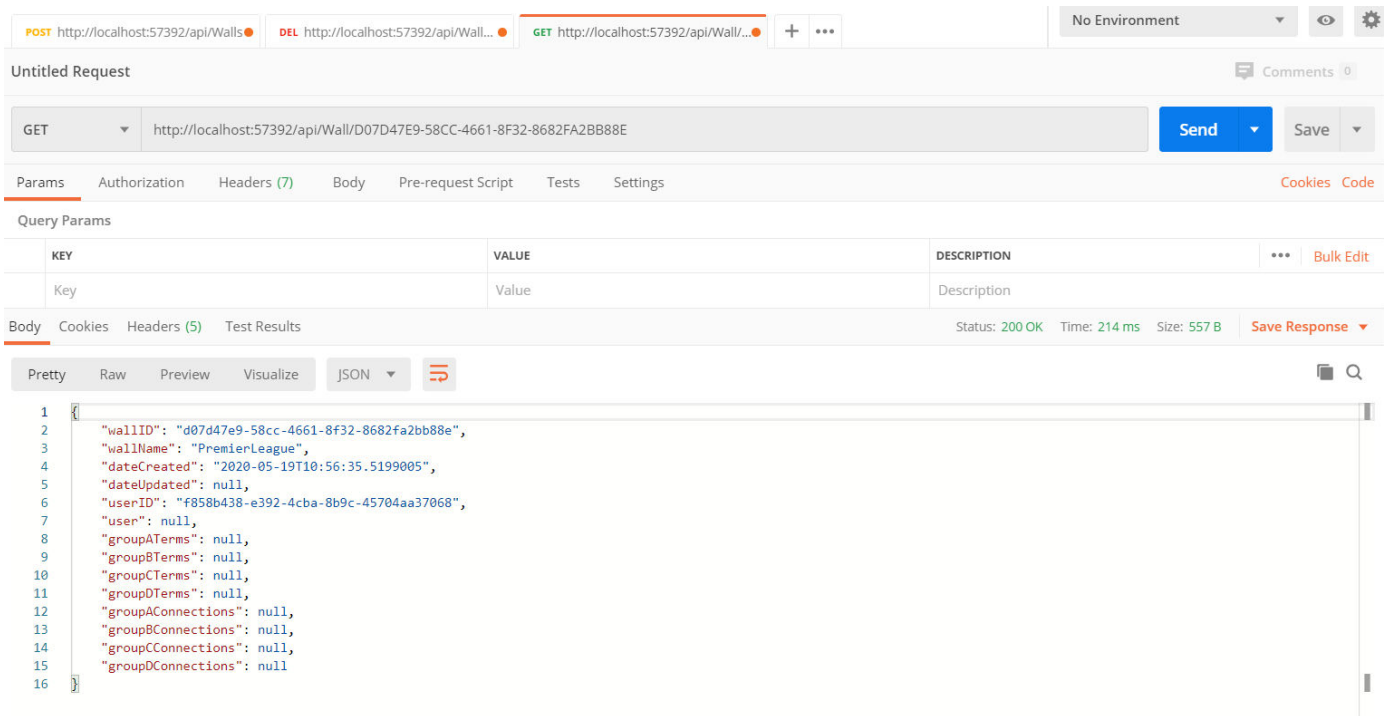 POST http://localhost:57392/api/Walls DEL http://localhost:57392/api/Wall... GET http://localhost:57392/api/Wall/... + ••• No Environment
Untitled Request Comments 0
GET http://localhost:57392/api/Wall/D07D47E9-58CC-4661-8F32-8682FA2BB88E Send Save
Params Authorization Headers (7) Body Pre-request Script Tests Settings Cookies Code
Query Params
KEY VALUE DESCRIPTION ••• Bulk Edit
Key Value Description
Body Cookies Headers (5) Test Results Status: 200 OK Time: 214 ms Size: 557 B Save Response
Pretty Raw Preview Visualize JSON
1 {
2 "wallID": "d07d47e9-58cc-4661-8f32-8682fa2bb88e",
3 "wallName": "PremierLeague",
4 "dateCreated": "2020-05-19T10:56:35.5199005",
5 "dateUpdated": null,
6 "userID": "f858b438-e392-4cba-8b9c-45704aa37068",
7 "user": null,
8 "groupATerms": null,
9 "groupBTerms": null,
10 "groupCTerms": null,
11 "groupDTerms": null,
12 "groupAConnections": null,
13 "groupBConnections": null,
14 "groupCConnections": null,
15 "groupDConnections": null
16 }